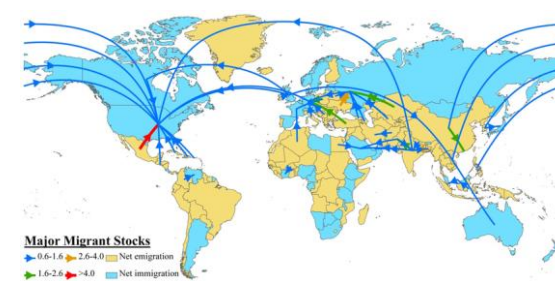 Major Migrant Stocks
0.6-1.6 2.6-4.0 Net emigration
1.6-2.6 >4.0 Net immigration